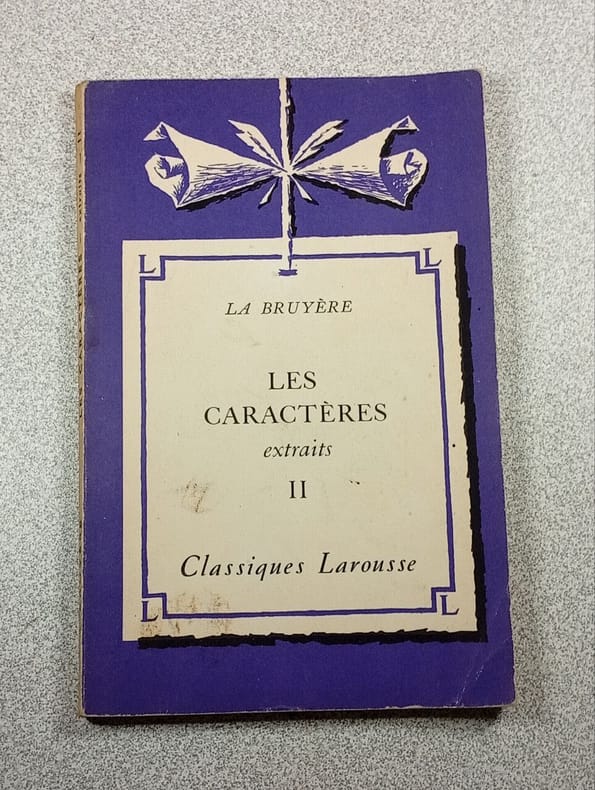 LA BRUYÈRE
LES
CARACTÈRES
extraits
II
Classiques Larousse
L L
L L